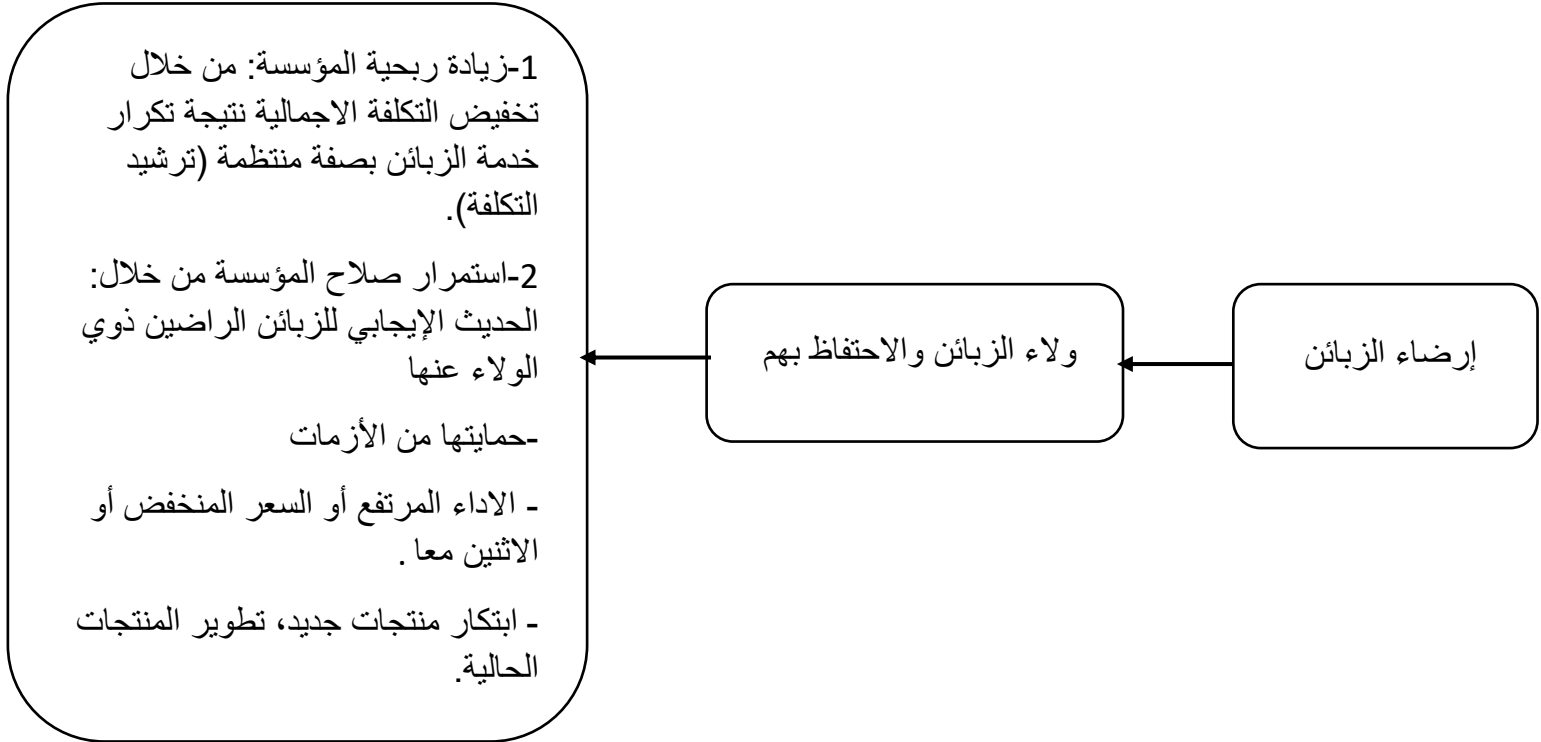 إرضاء الزبائن
ولاء الزبائن والاحتفاظ بهم
1-زيادة ربحية المؤسسة: من خلال
تخفيض التكلفة الاجمالية نتيجة تكرار
خدمة الزبائن بصفة منتظمة (ترشيد
التكلفة).
2-استمرار صلاح المؤسسة من خلال:
الحديث الإيجابي للزبائن الراضين ذوي
الولاء عنها
-حمايتها من الأزمات
- الاداء المرتفع أو السعر المنخفض أو
الاثنين معا .
- ابتكار منتجات جديد، تطوير المنتجات
الحالية.